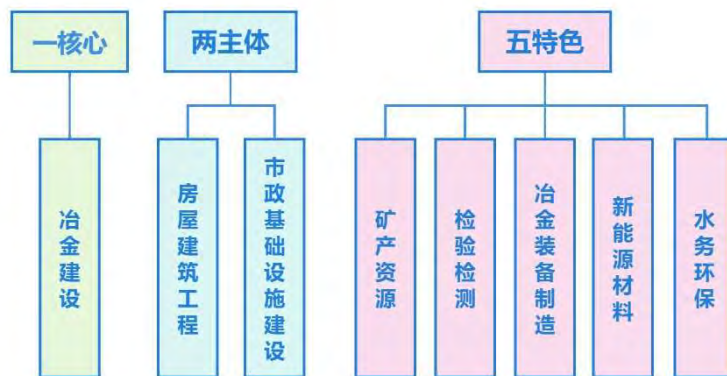 一核心
两主体
五特色
冶金建设
房屋建筑工程
市政基础设施建设
矿产资源
检验检测
冶金装备制造
新能源材料
水务环保